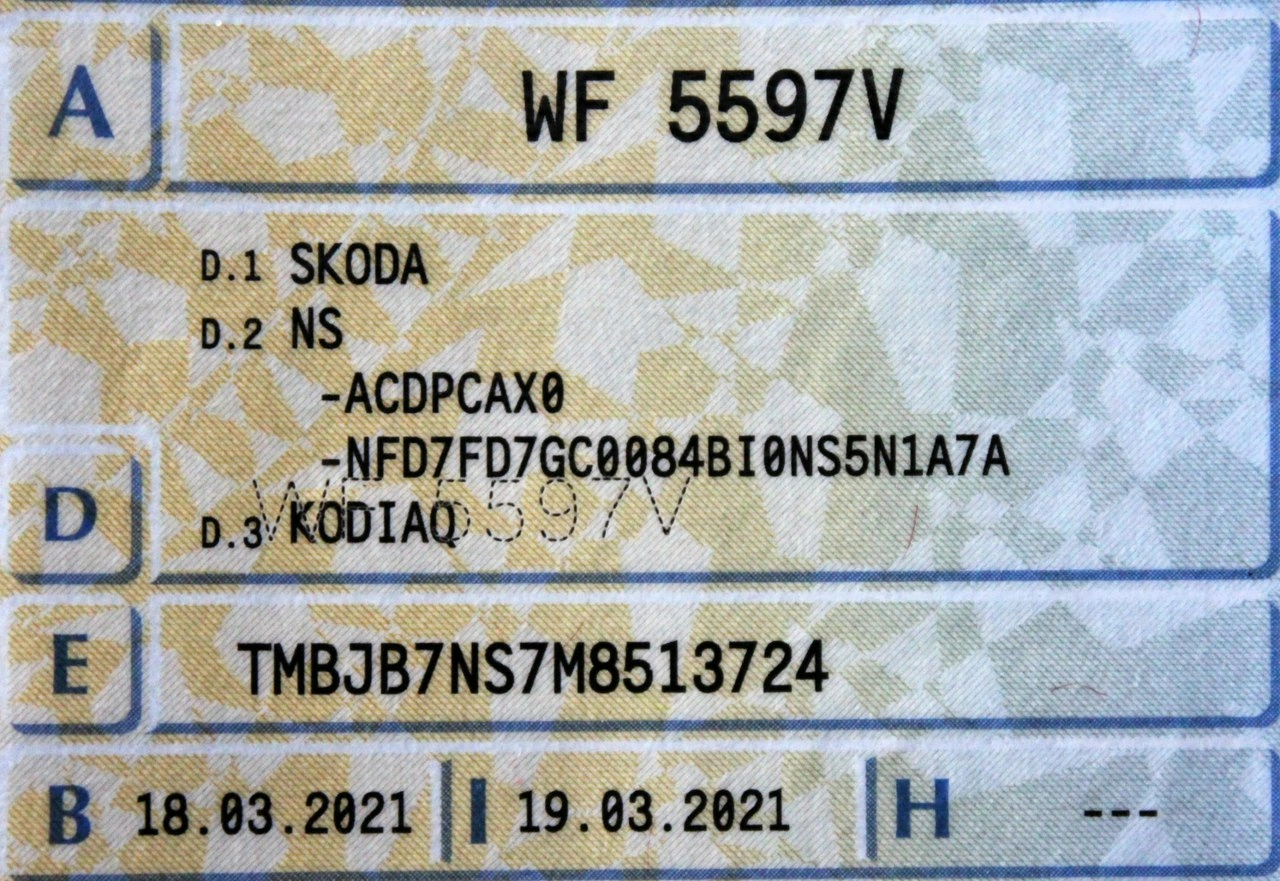 A WF 5597V
D.1 SKODA
D.2 NS
-ACDPCAX0
-NFD7FD7GC0084BI0NS5N1A7A
WF 5597V
D D.3 KODIAQ
E TMBJB7NS7M8513724
B 18.03.2021 I 19.03.2021 H ---